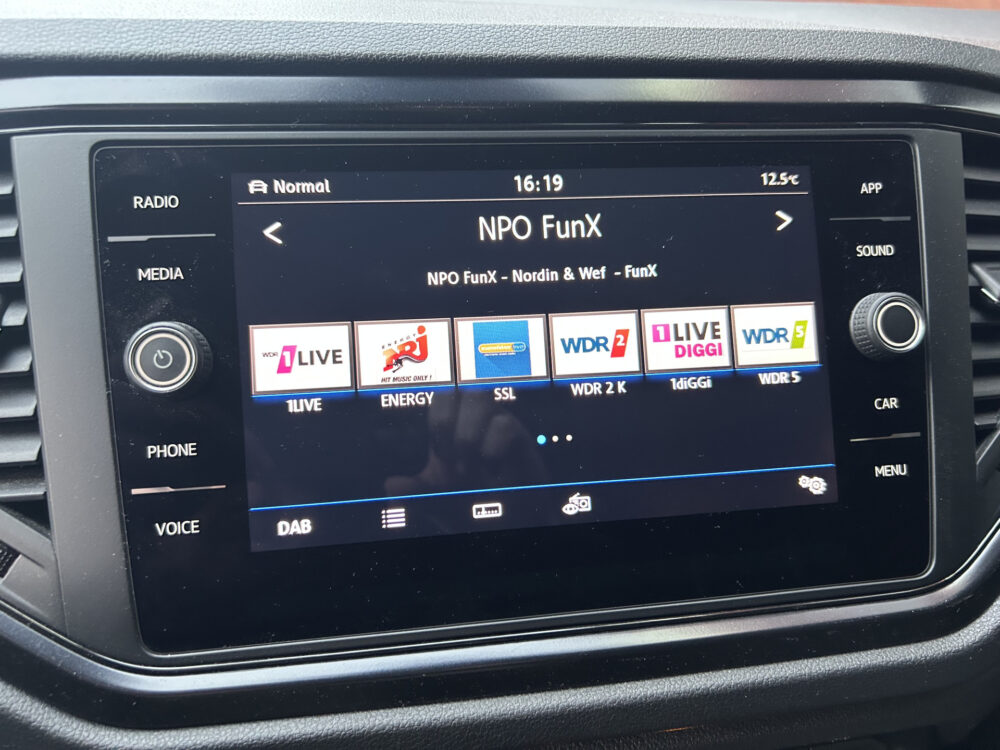 RADIO
MEDIA
PHONE
VOICE
Normal
16:19
12.5°C
<
NPO FunX
>
NPO FunX - Nordin & Wef - FunX
WDR 1LIVE
ENERGY
NRJ
HIT MUSIC ONLY !
WDR 2
1LIVE
DIGGI
WDR 5
1LIVE
ENERGY
SSL
WDR 2 K
1diGGi
WDR 5
DAB
APP
SOUND
CAR
MENU